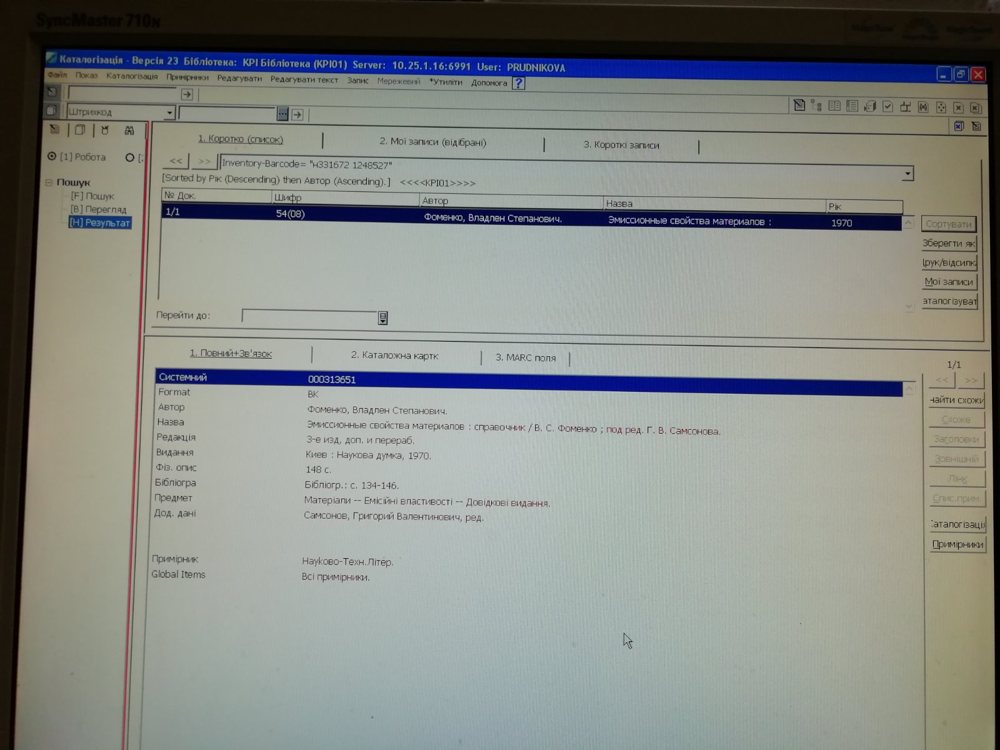 SyncMaster 710N
Каталогізація - Версія 23 Бібліотека: KPI Бібліотека (KPI01) Server: 10.25.1.16:6991 User: PRUDNIKOVA
Файл Показ Каталогізація Примірники Редагувати Редагувати текст Запис Мережевий *Утиліти Допомога ?
Штрихкод
1. Коротко (список) 2. Мої записи (відібрані) 3. Короткі записи
[1] Робота
<< >> Inventory-Barcode= "н331672 1248527"
[Sorted by Рік (Descending) then Автор (Ascending).] <<<<KPI01>>>>
Пошук
[F] Пошук
[B] Перегляд
[H] Результат
№ Док. Шифр Автор Назва Рік
1/1 54(08) Фоменко, Владлен Степанович. Эмиссионные свойства материалов : 1970
Сортувати
Зберегти як
рук/відсилк
Мої записи
аталогізуват
Перейти до:
1. Повний+Зв'язок 2. Каталожна картк 3. MARC поля
1/1
<< >>
Системний 000313651
Format BK
Автор Фоменко, Владлен Степанович.
Назва Эмиссионные свойства материалов : справочник / В. С. Фоменко ; под ред. Г. В. Самсонова.
Редакція 3-е изд, доп. и перераб.
Видання Киев : Наукова думка, 1970.
Фіз. опис 148 с.
Бібліогра Бібліогр.: с. 134-146.
Предмет Матеріали -- Емісійні властивості -- Довідкові видання.
Дод. дані Самсонов, Григорий Валентинович, ред.
Примірник Науково-Техн.Літер.
Global Items Всі примірники.
найти схожи
Схоже
Заголовки
Зовнішній
Лінк
Спис.прим.
аталогізаці
Примірники